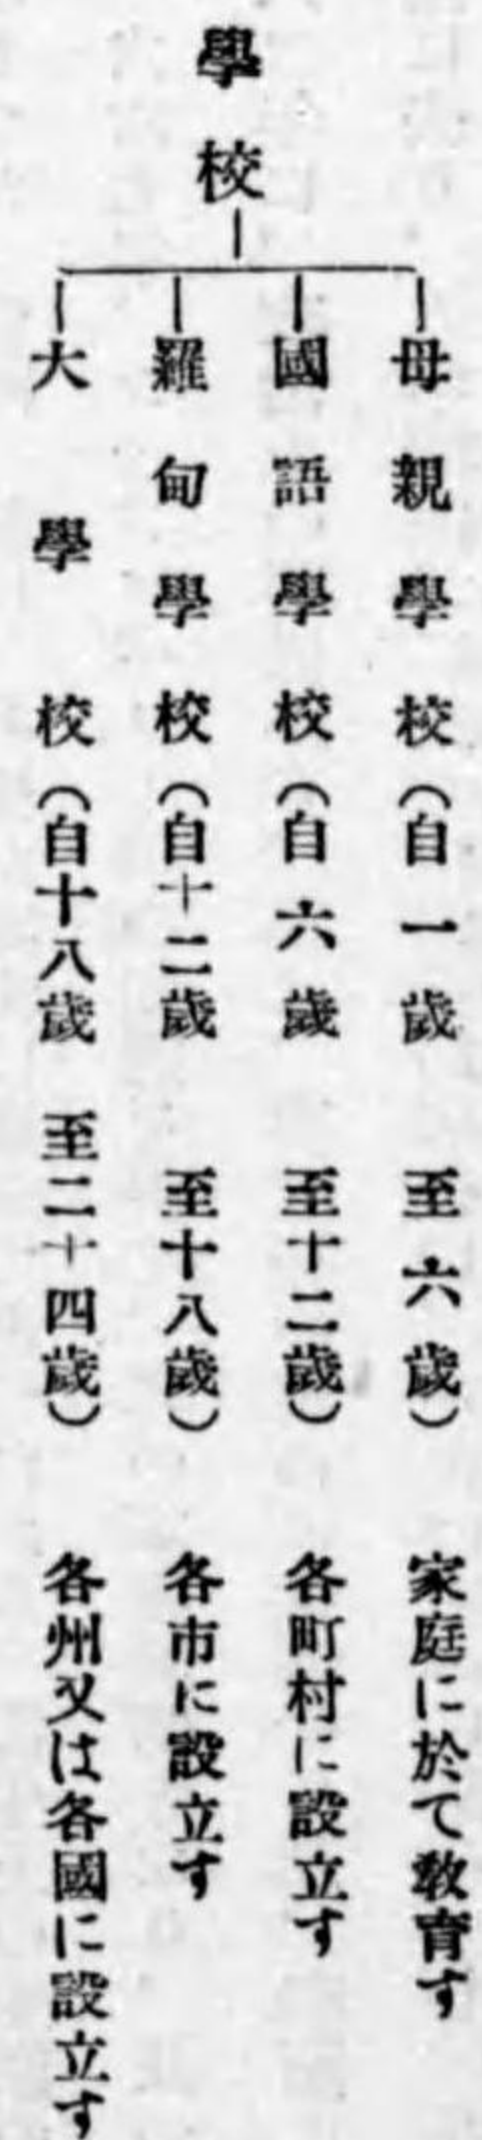 學校
母親學校（自一歲　至六歲）　家庭に於て敎育す
國語學校（自六歲　至十二歲）　各町村に設立す
羅甸學校（自十二歲　至十八歲）　各市に設立す
大學校（自十八歲　至二十四歲）　各州又は各國に設立す